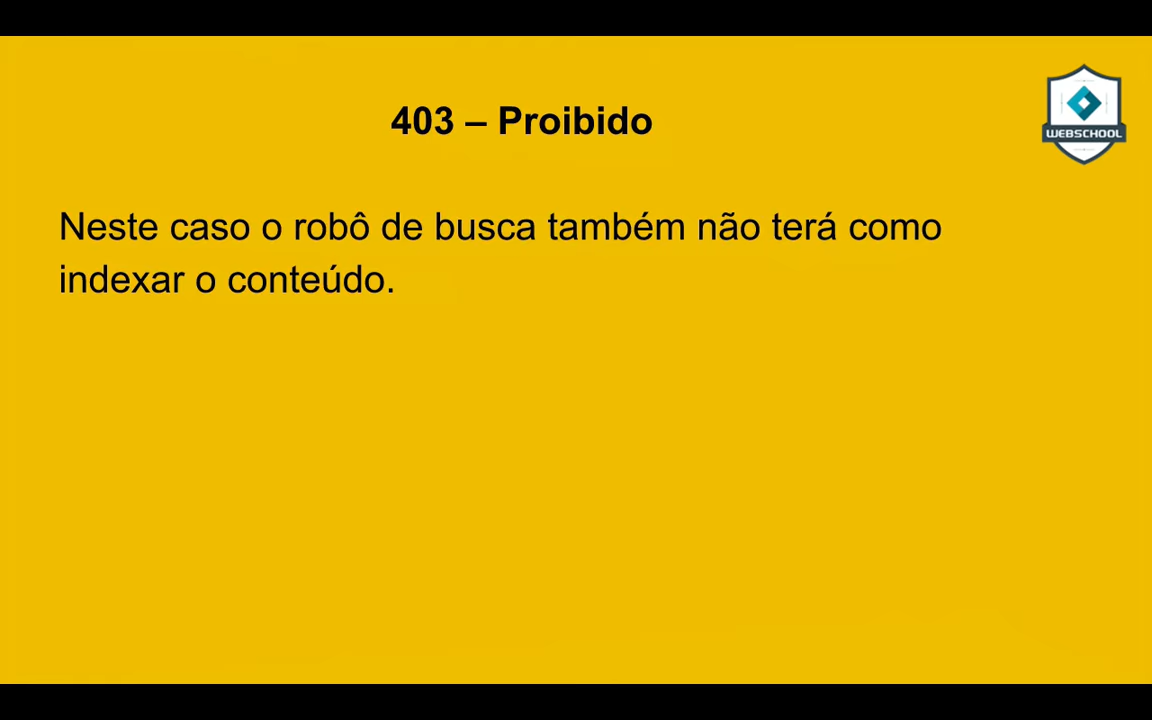 403 – Proibido
WEBSCHOOL
Neste caso o robô de busca também não terá como
indexar o conteúdo.